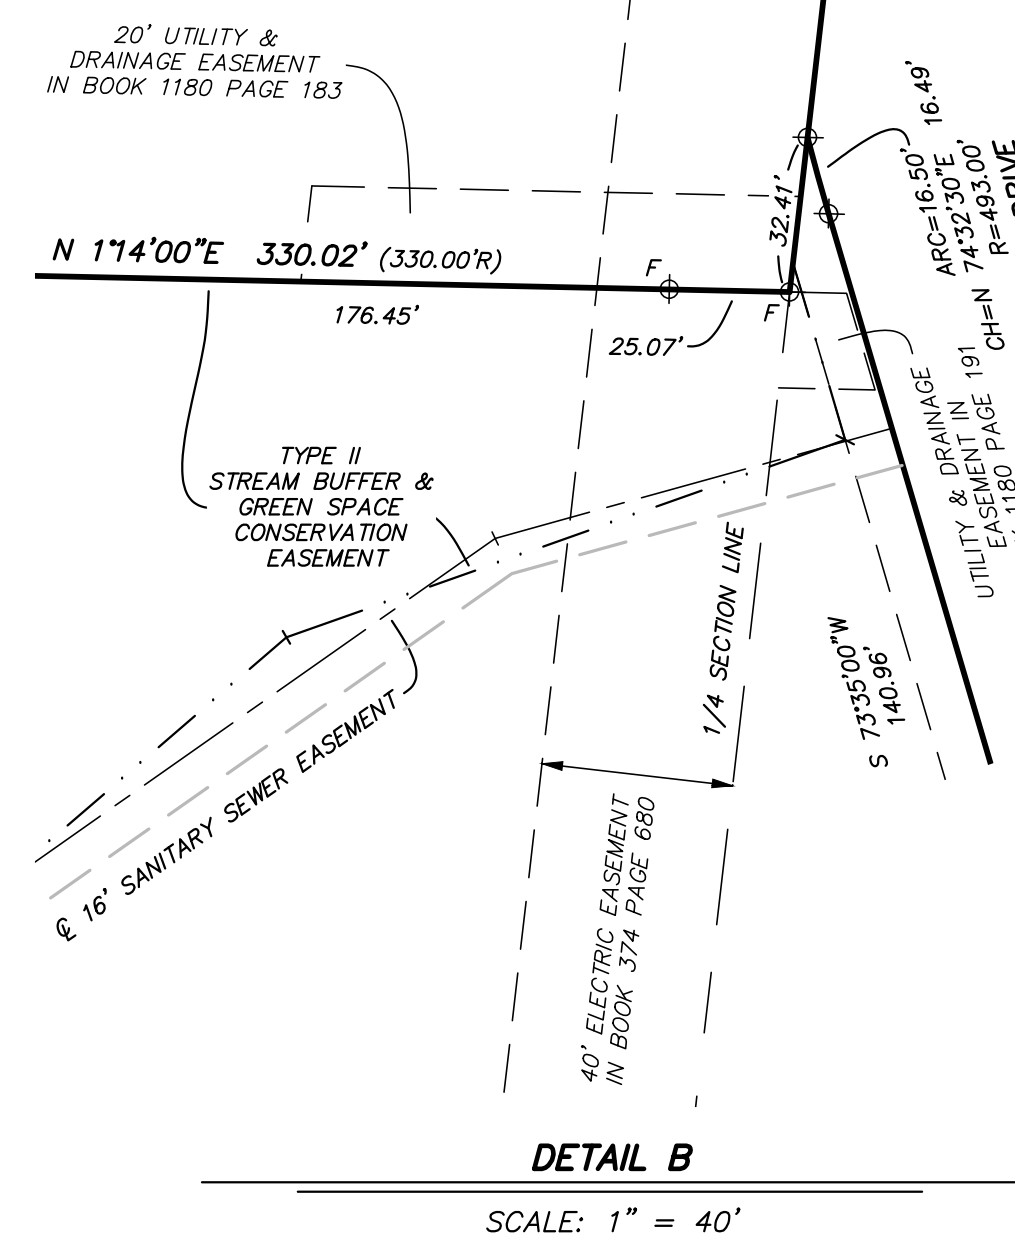 20' UTILITY &
DRAINAGE EASEMENT
IN BOOK 1180 PAGE 183
N 1°14'00"E 330.02' (330.00'R)
176.45'
F
25.07'
F
32.41'
16.49'
ARC=16.50'
CH=N 74°32'30"E
R=493.00'
DRIVE
UTILITY & DRAINAGE
EASEMENT IN
1180 PAGE 191
TYPE II
STREAM BUFFER &
GREEN SPACE
CONSERVATION
EASEMENT
1/4 SECTION LINE
S 73°35'00"W
140.96'
℄ 16' SANITARY SEWER EASEMENT
40' ELECTRIC EASEMENT
IN BOOK 374 PAGE 680
DETAIL B
SCALE: 1" = 40'